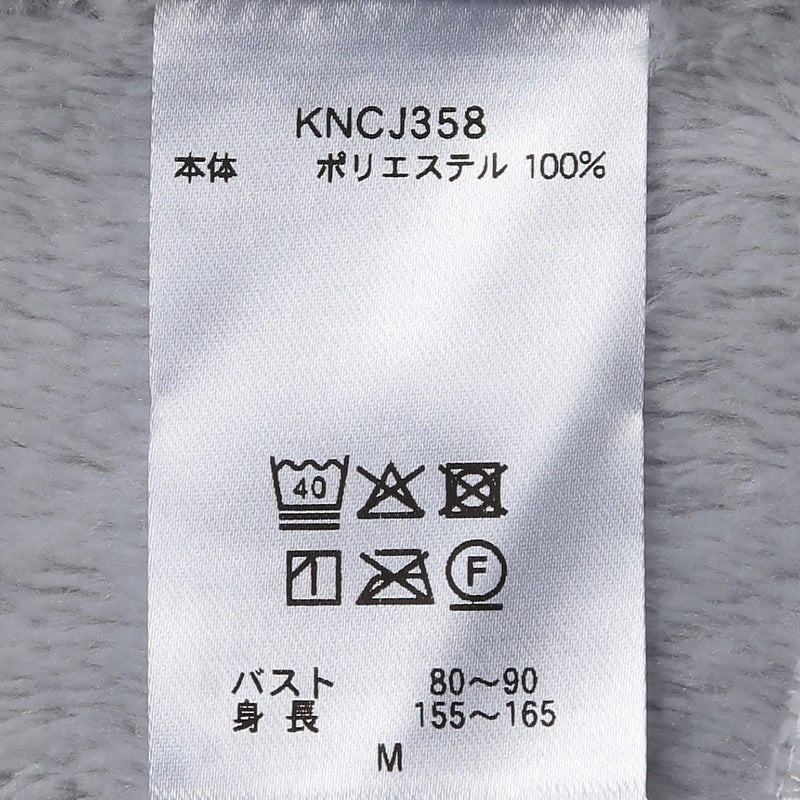 KNCJ358
本体 ポリエステル 100%
40
F
バスト 80～90
身長 155～165
M